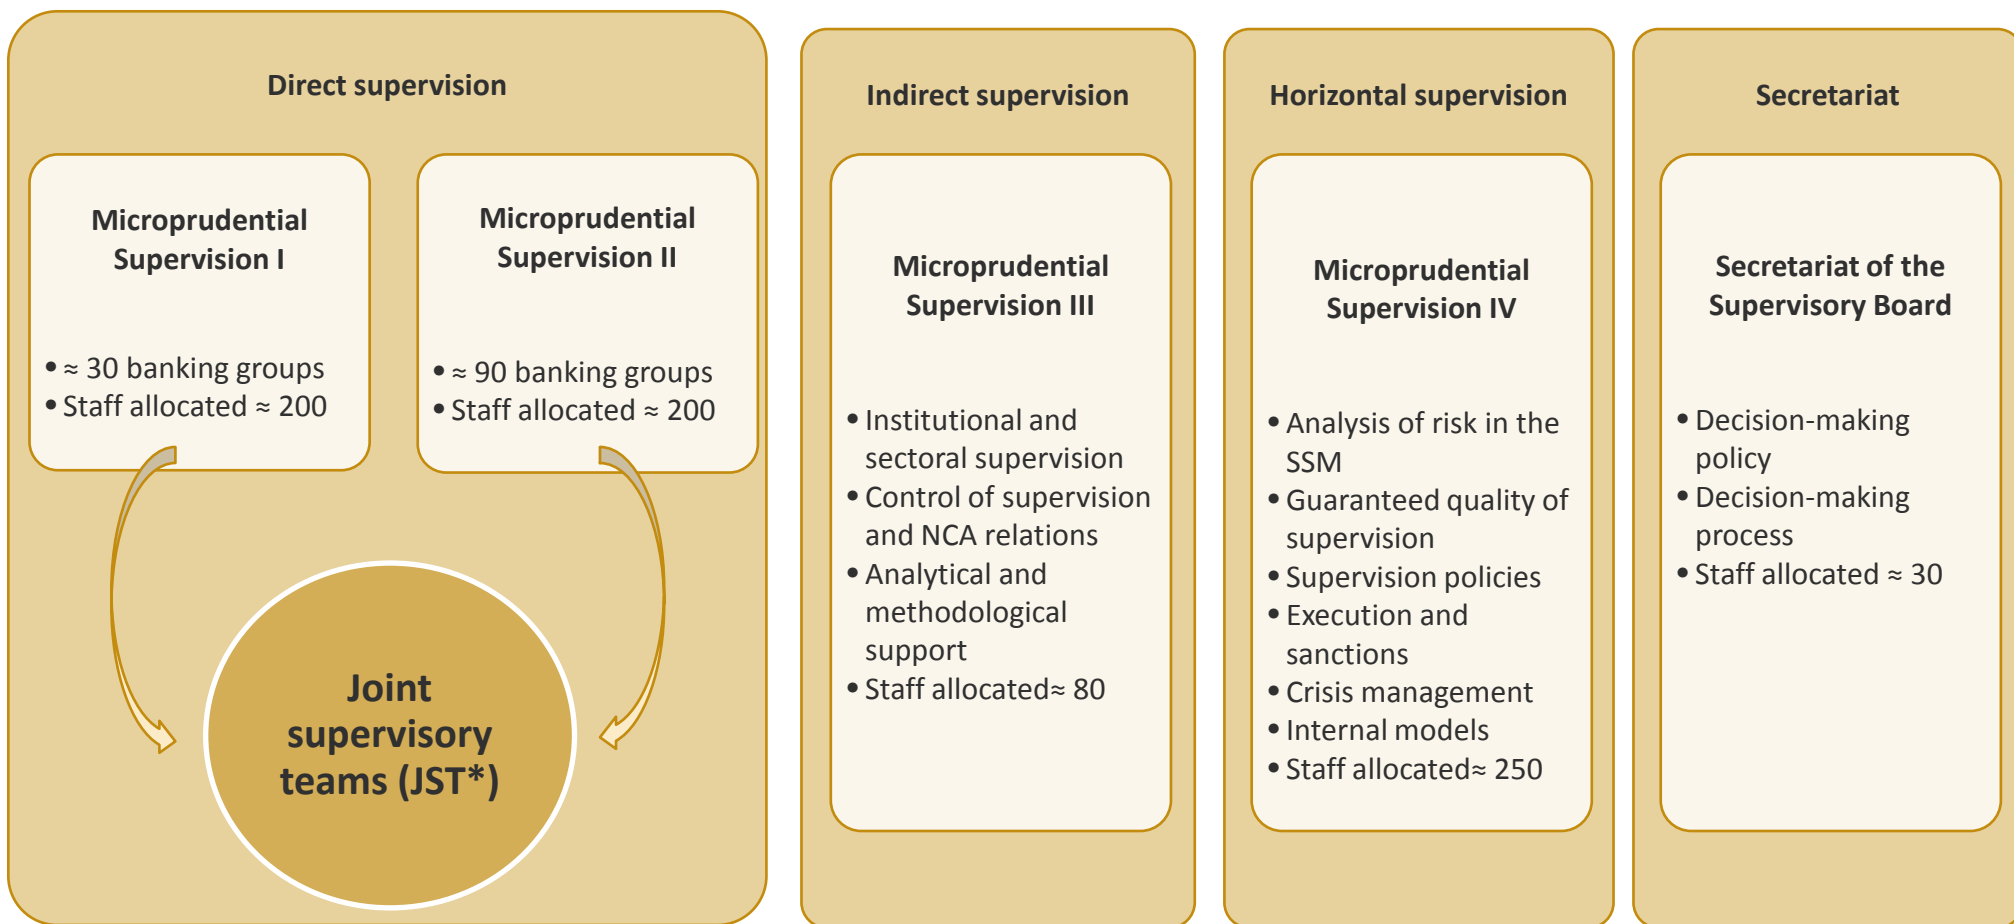 Direct supervision
Microprudential
Supervision I
• ≈ 30 banking groups
• Staff allocated ≈ 200
Microprudential
Supervision II
• ≈ 90 banking groups
• Staff allocated ≈ 200
Joint
supervisory
teams (JST*)
Indirect supervision
Microprudential
Supervision III
• Institutional and
sectoral supervision
• Control of supervision
and NCA relations
• Analytical and
methodological
support
• Staff allocated≈ 80
Horizontal supervision
Microprudential
Supervision IV
• Analysis of risk in the
SSM
• Guaranteed quality of
supervision
• Supervision policies
• Execution and
sanctions
• Crisis management
• Internal models
• Staff allocated≈ 250
Secretariat
Secretariat of the
Supervisory Board
• Decision-making
policy
• Decision-making
process
• Staff allocated ≈ 30